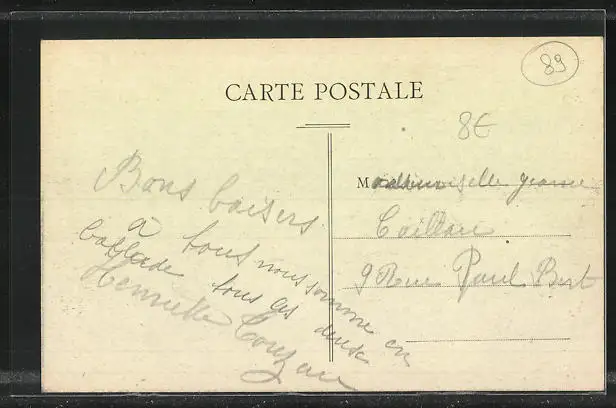 89
CARTE POSTALE
8€
Bons baisers
à tous nous somme en
ballade tous les deux
Henriette
Mademoiselle Jeanne
9 Rue Paul Bert